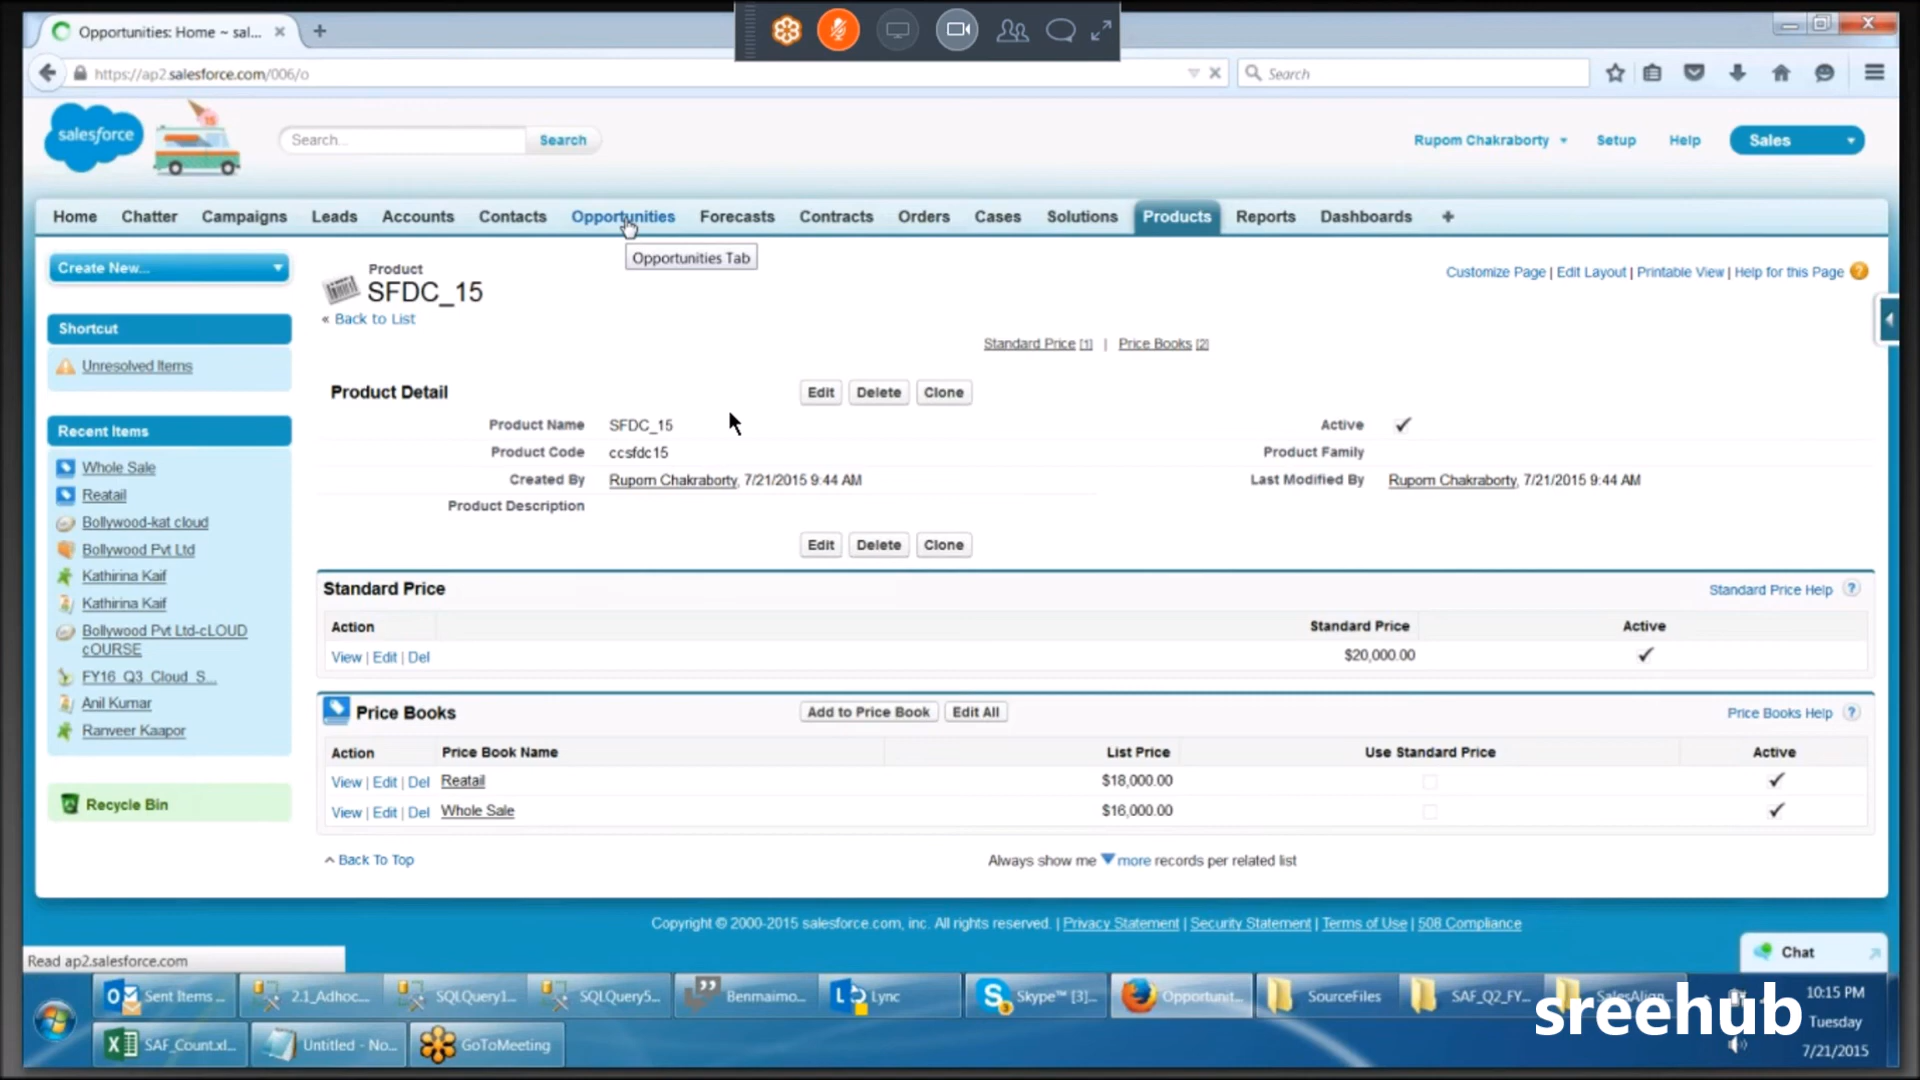 Opportunities: Home ~ sal...
https://ap2.salesforce.com/006/o
Search
salesforce
15
Search...
Search
Rupom Chakraborty
Setup
Help
Sales
Home Chatter Campaigns Leads Accounts Contacts Opportunities Forecasts Contracts Orders Cases Solutions Products Reports Dashboards +
Opportunities Tab
Create New...
Shortcut
Unresolved Items
Recent Items
Whole Sale
Reatail
Bollywood-kat cloud
Bollywood Pvt Ltd
Kathirina Kaif
Kathirina Kaif
Bollywood Pvt Ltd-cLOUD
cOURSE
FY16_Q3_Cloud_S...
Anil Kumar
Ranveer Kaapor
Recycle Bin
Product
SFDC_15
« Back to List
Customize Page | Edit Layout | Printable View | Help for this Page ?
Standard Price [1] | Price Books [2]
Product Detail
Edit Delete Clone
Product Name SFDC_15 Active ✓
Product Code ccsfdc15 Product Family
Created By Rupom Chakraborty, 7/21/2015 9:44 AM Last Modified By Rupom Chakraborty, 7/21/2015 9:44 AM
Product Description
Edit Delete Clone
Standard Price
Standard Price Help ?
Action Standard Price Active
View | Edit | Del $20,000.00 ✓
Price Books
Add to Price Book Edit All
Price Books Help ?
Action Price Book Name List Price Use Standard Price Active
View | Edit | Del Reatail $18,000.00 ✓
View | Edit | Del Whole Sale $16,000.00 ✓
^ Back To Top
Always show me more records per related list
Copyright © 2000-2015 salesforce.com, inc. All rights reserved. | Privacy Statement | Security Statement | Terms of Use | 508 Compliance
Chat
Read ap2.salesforce.com
Sent Items ...
2.1_Adhoc...
SQLQuery1...
SQLQuery5...
Benmaimo...
Lync
Skype™ [3]...
Opportunit...
SourceFiles
SAF_Q2_FY...
SalesAlign...
SAF_Count.xl...
Untitled - No...
GoToMeeting
sreehub
10:15 PM
Tuesday
7/21/2015